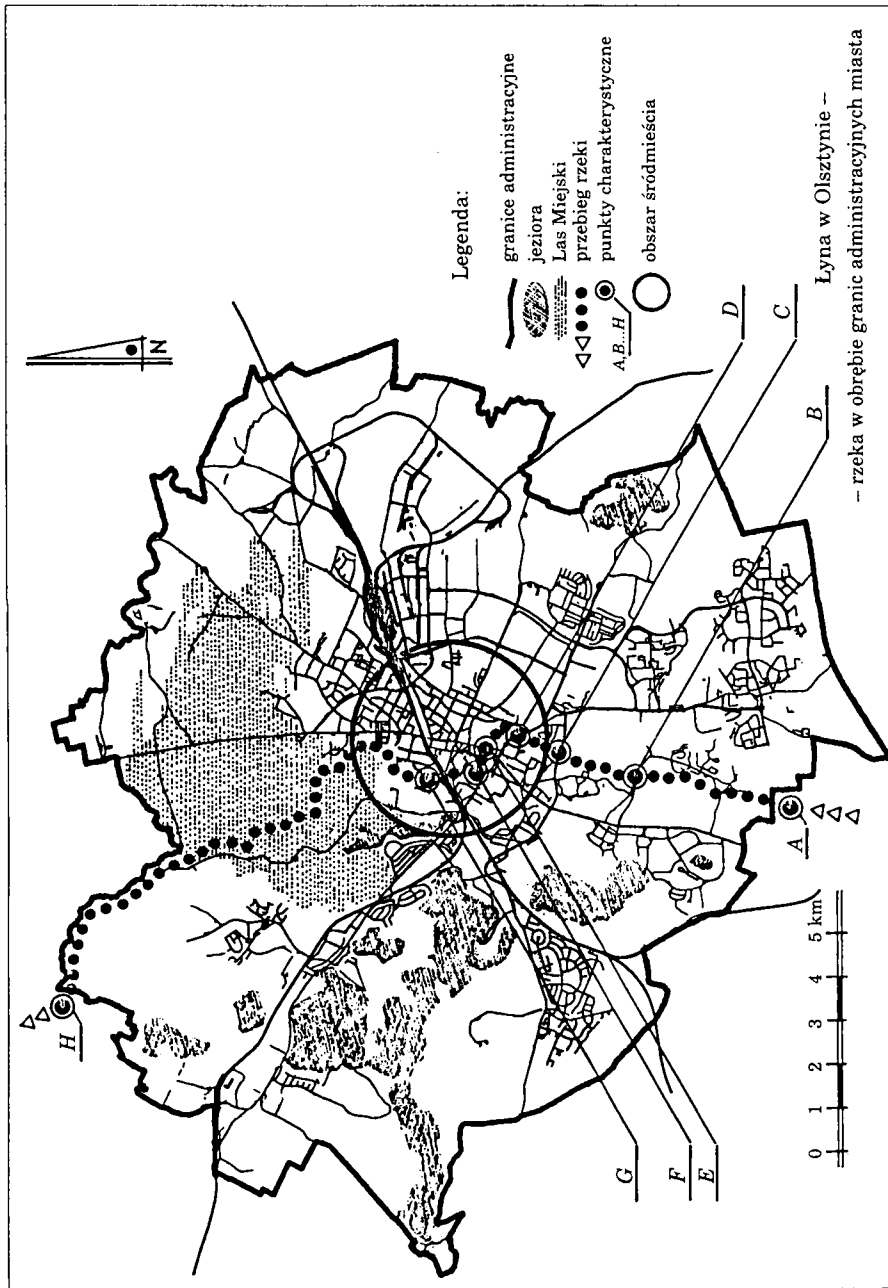 N
Legenda:
granice administracyjne
jeziora
Las Miejski
przebieg rzeki
A,B...H
punkty charakterystyczne
obszar śródmieścia
H
G
F
E
D
C
B
A
0 1 2 3 4 5 km
Łyna w Olsztynie –
– rzeka w obrębie granic administracyjnych miasta